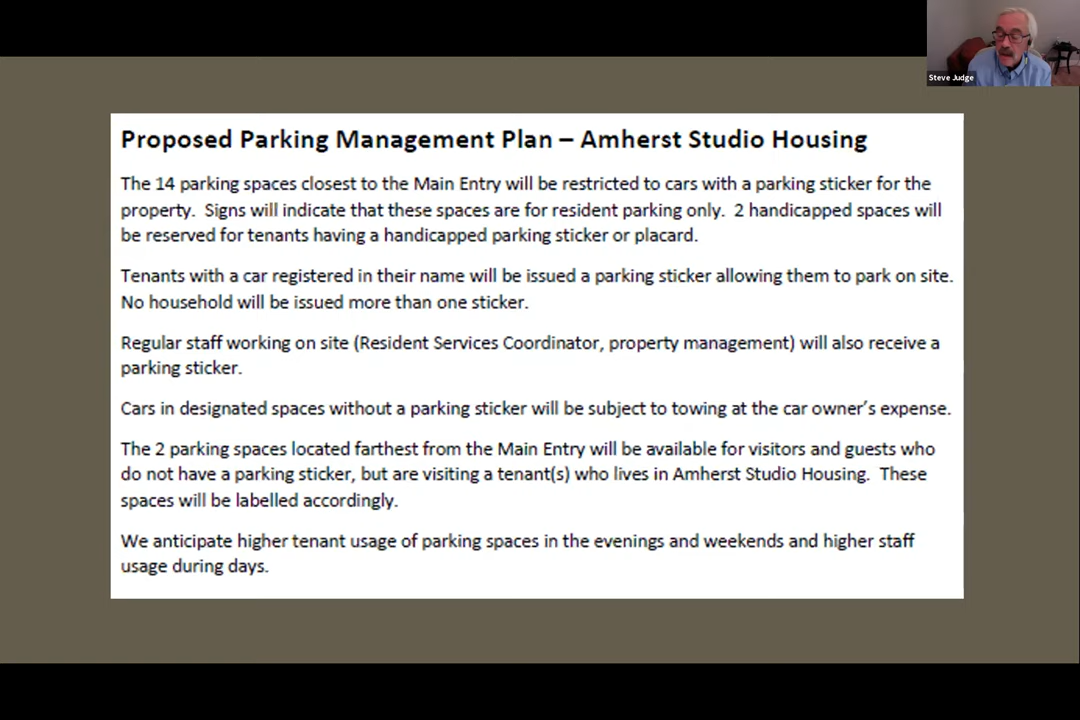 Steve Judge
Proposed Parking Management Plan – Amherst Studio Housing
The 14 parking spaces closest to the Main Entry will be restricted to cars with a parking sticker for the
property.  Signs will indicate that these spaces are for resident parking only.  2 handicapped spaces will
be reserved for tenants having a handicapped parking sticker or placard.
Tenants with a car registered in their name will be issued a parking sticker allowing them to park on site.
No household will be issued more than one sticker.
Regular staff working on site (Resident Services Coordinator, property management) will also receive a
parking sticker.
Cars in designated spaces without a parking sticker will be subject to towing at the car owner’s expense.
The 2 parking spaces located farthest from the Main Entry will be available for visitors and guests who
do not have a parking sticker, but are visiting a tenant(s) who lives in Amherst Studio Housing.  These
spaces will be labelled accordingly.
We anticipate higher tenant usage of parking spaces in the evenings and weekends and higher staff
usage during days.